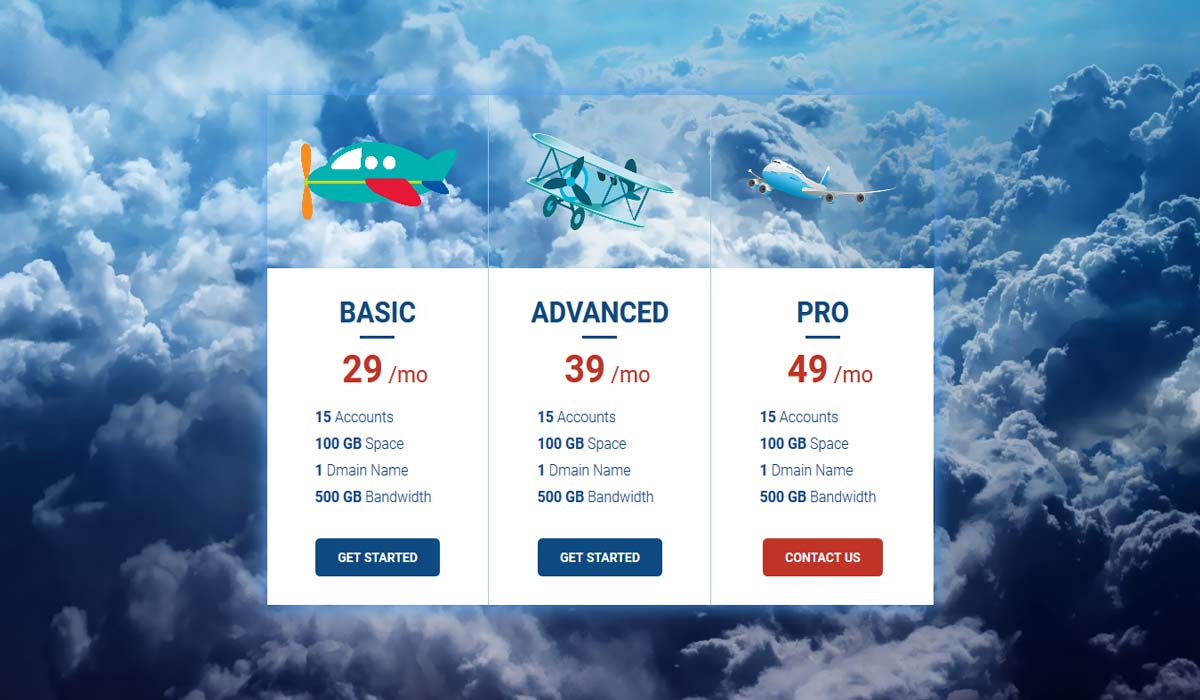 BASIC
29 /mo
15 Accounts
100 GB Space
1 Dmain Name
500 GB Bandwidth
GET STARTED
ADVANCED
39 /mo
15 Accounts
100 GB Space
1 Dmain Name
500 GB Bandwidth
GET STARTED
PRO
49 /mo
15 Accounts
100 GB Space
1 Dmain Name
500 GB Bandwidth
CONTACT US